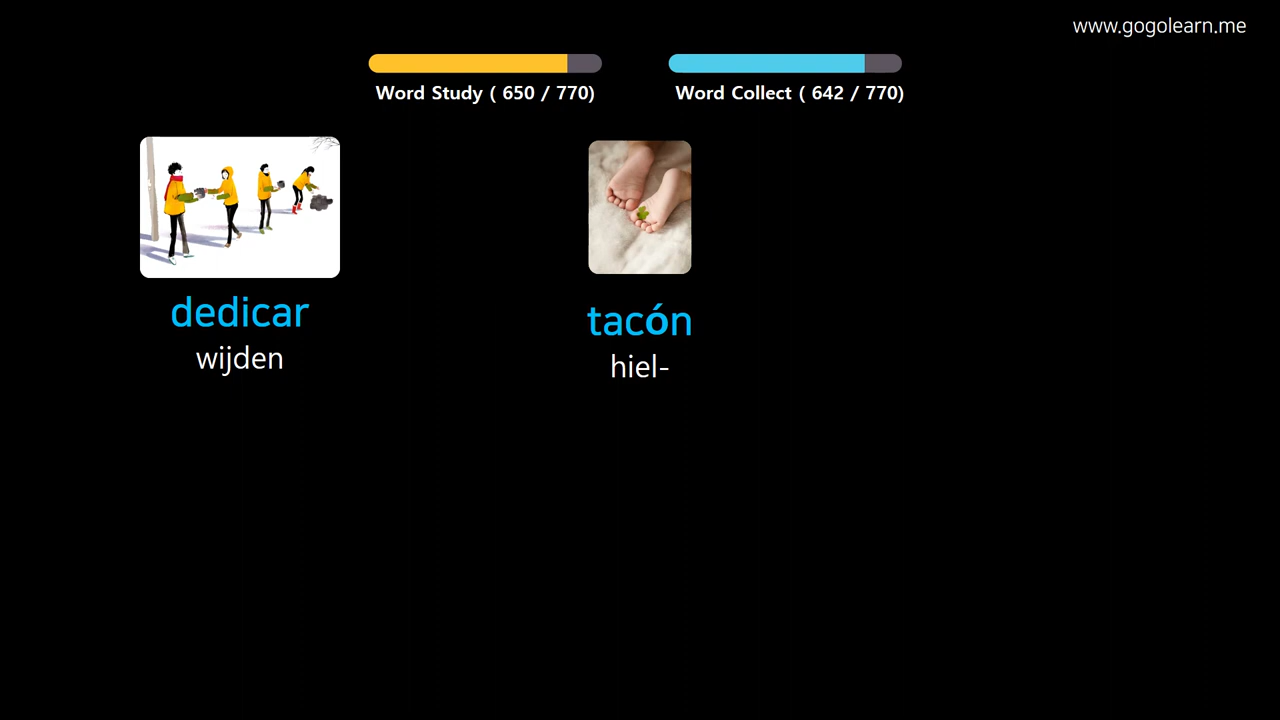 www.gogolearn.me
Word Study ( 650 / 770)
Word Collect ( 642 / 770)
dedicar
wijden
tacón
hiel-